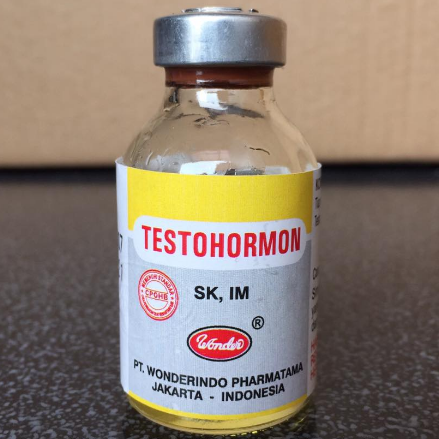 TESTOHORMON
SK, IM
CPOHB
Wonder ®
PT. WONDERINDO PHARMATAMA
JAKARTA - INDONESIA